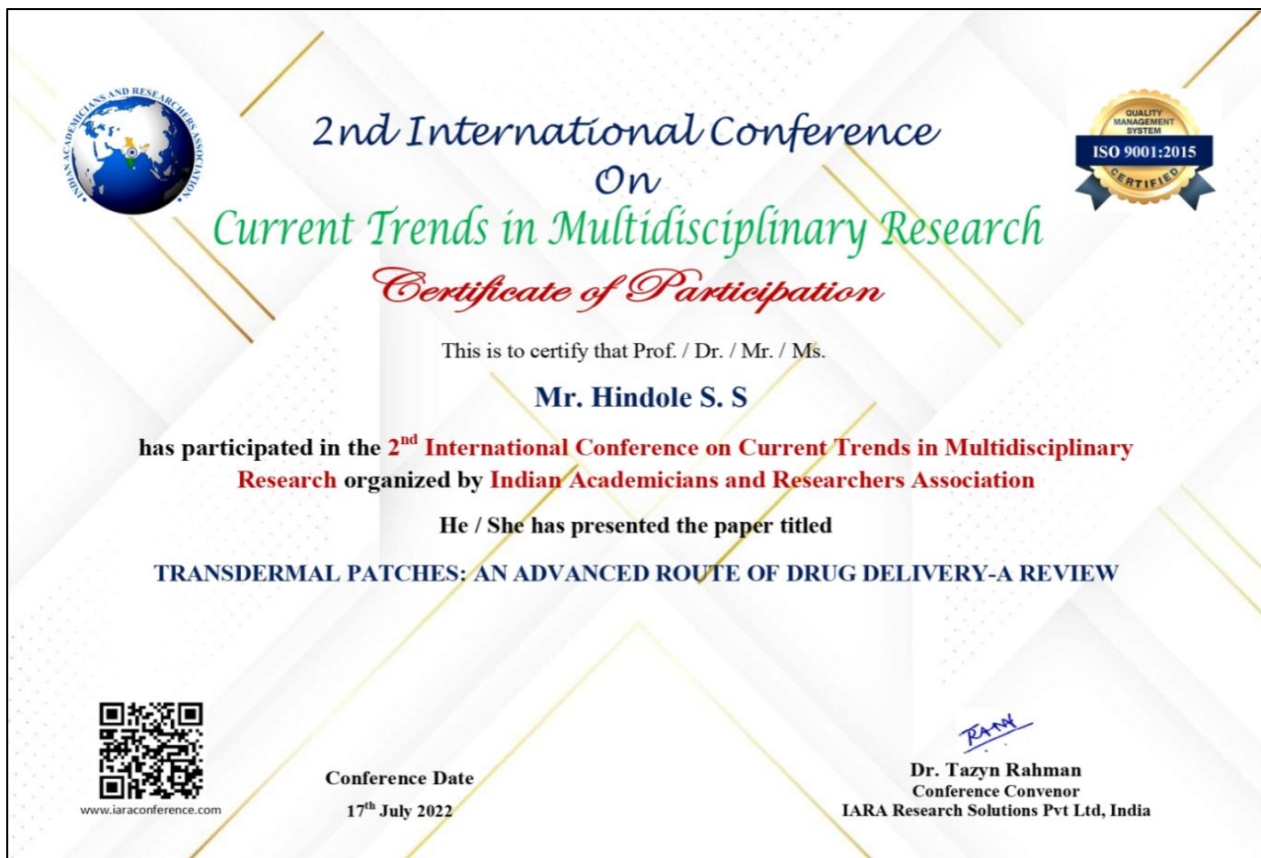 INDIAN ACADEMICIANS AND RESEARCHERS ASSOCIATION
QUALITY
MANAGEMENT
SYSTEM
ISO 9001:2015
CERTIFIED
2nd International Conference
On
Current Trends in Multidisciplinary Research
Certificate of Participation
This is to certify that Prof. / Dr. / Mr. / Ms.
Mr. Hindole S. S
has participated in the 2nd International Conference on Current Trends in Multidisciplinary
Research organized by Indian Academicians and Researchers Association
He / She has presented the paper titled
TRANSDERMAL PATCHES: AN ADVANCED ROUTE OF DRUG DELIVERY-A REVIEW
www.iaraconference.com
Conference Date
17th July 2022
Dr. Tazyn Rahman
Conference Convenor
IARA Research Solutions Pvt Ltd, India